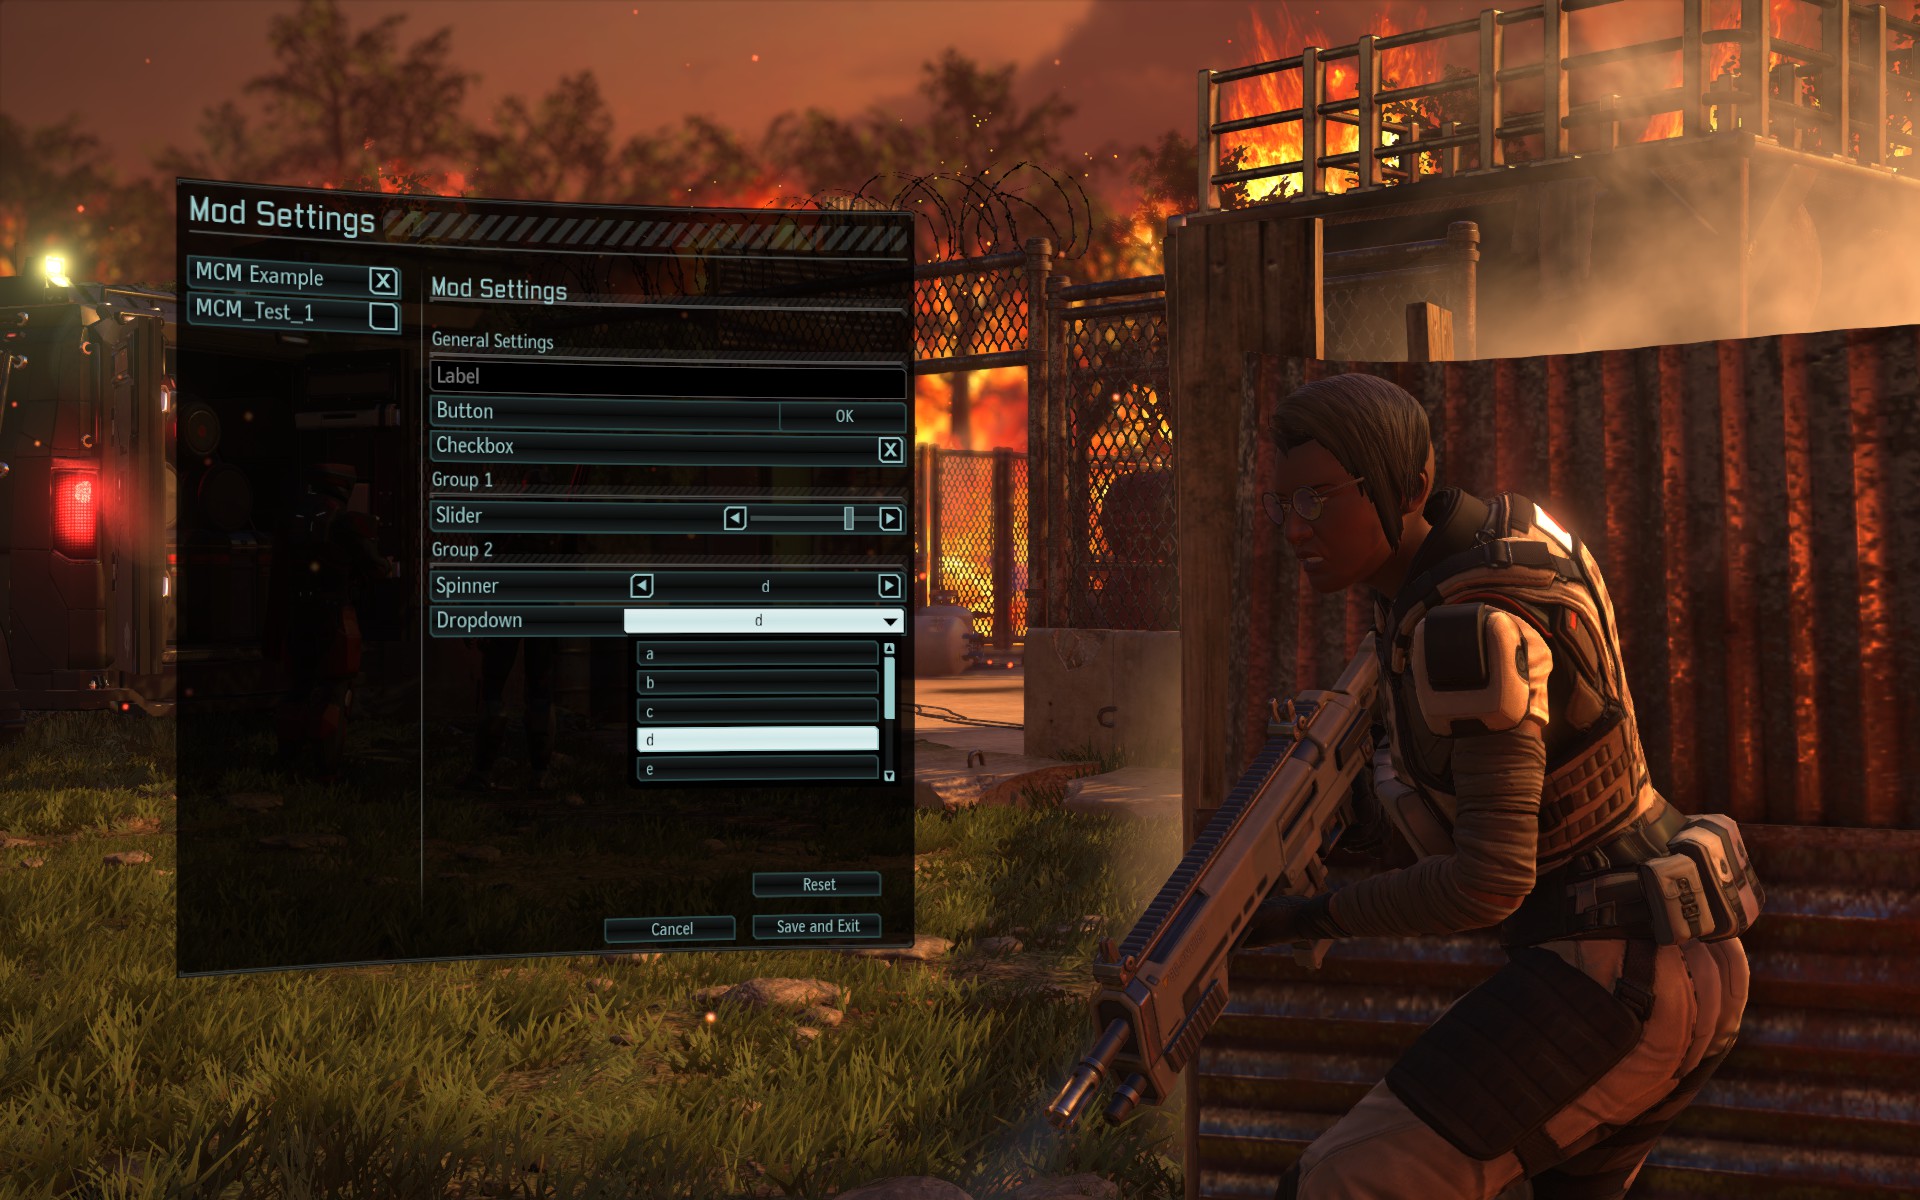 Mod Settings
MCM Example X
MCM_Test_1
Mod Settings
General Settings
Label
Button OK
Checkbox X
Group 1
Slider
Group 2
Spinner d
Dropdown d
a
b
c
d
e
Reset
Cancel Save and Exit